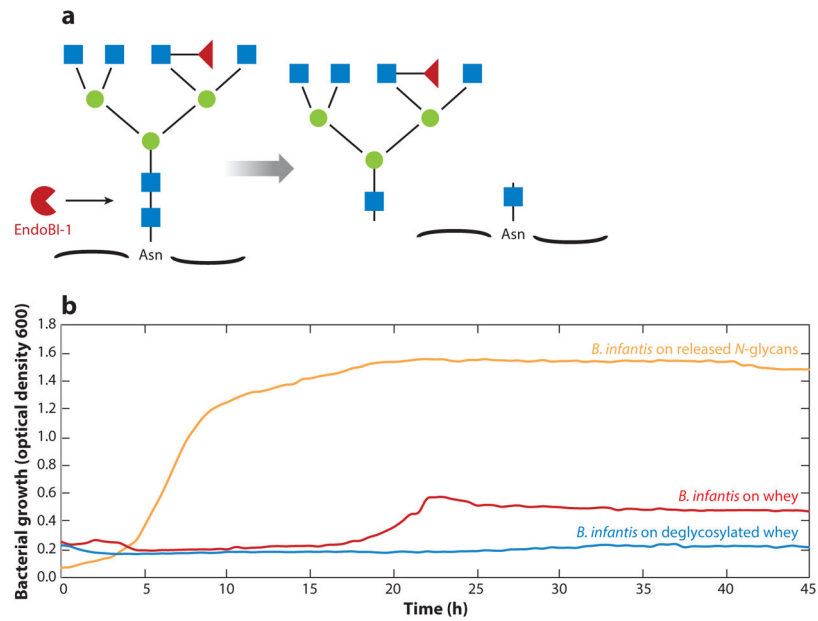 a
EndoBI-1
Asn
Asn
b
Bacterial growth (optical density 600)
1.8
1.6
1.4
1.2
1.0
0.8
0.6
0.4
0.2
0.0
B. infantis on released N-glycans
B. infantis on whey
B. infantis on deglycosylated whey
0 5 10 15 20 25 30 35 40 45
Time (h)